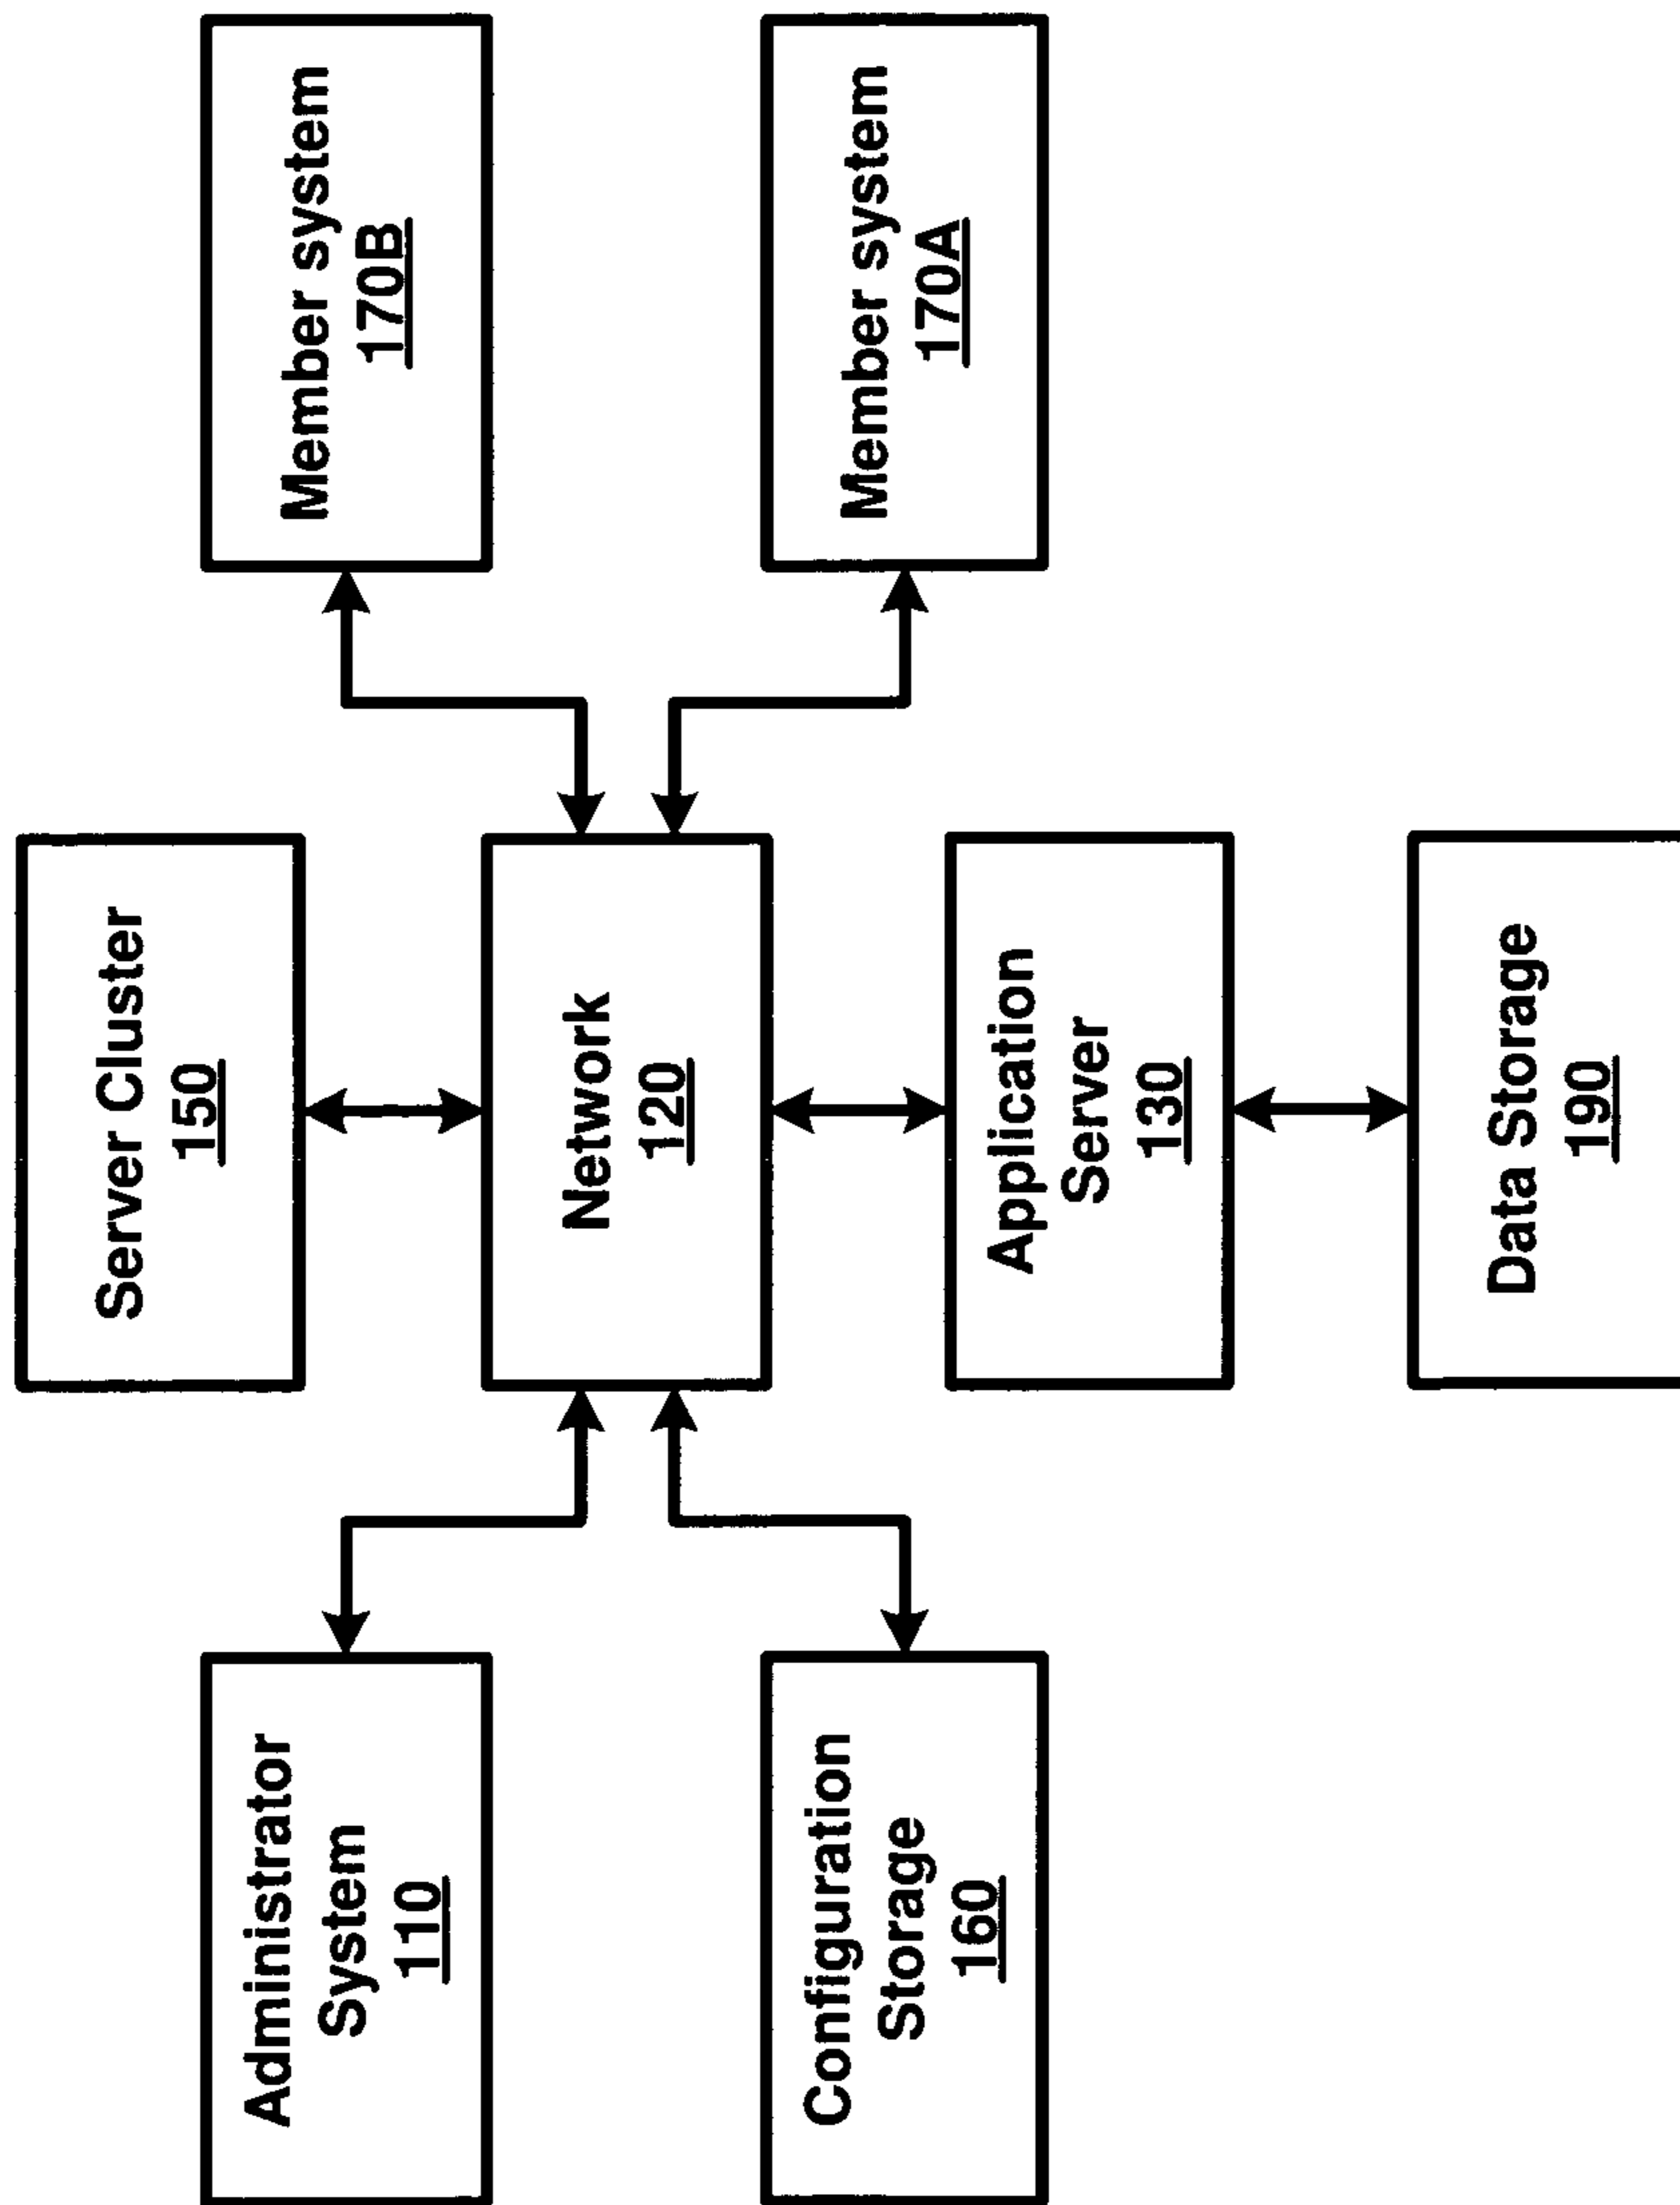 Server Cluster
150
Administrator
System
110
Network
120
Member system
170B
Configuration
Storage
160
Application
Server
130
Member system
170A
Data Storage
190